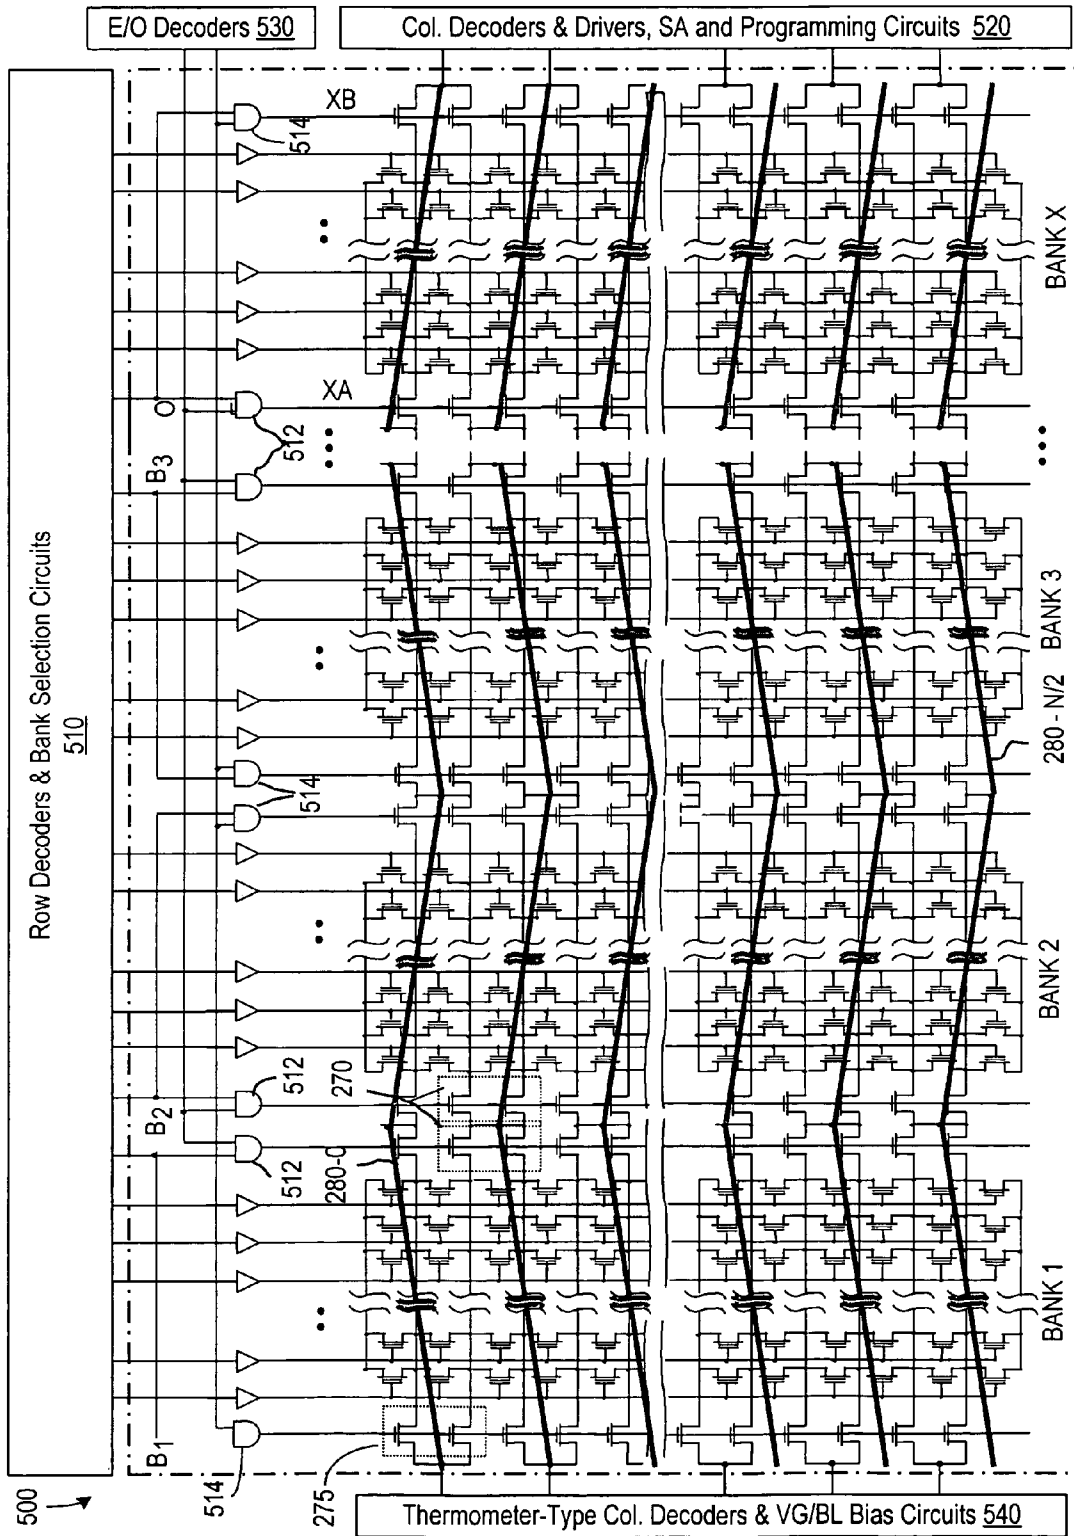 E/O Decoders 530
Col. Decoders & Drivers, SA and Programming Circuits 520
Row Decoders & Bank Selection Circuits
510
500
514
XB
512
XA
O
B3
514
512
B2
512
B1
514
270
280-0
275
280 - N/2
BANK X
BANK 3
BANK 2
BANK 1
Thermometer-Type Col. Decoders & VG/BL Bias Circuits 540